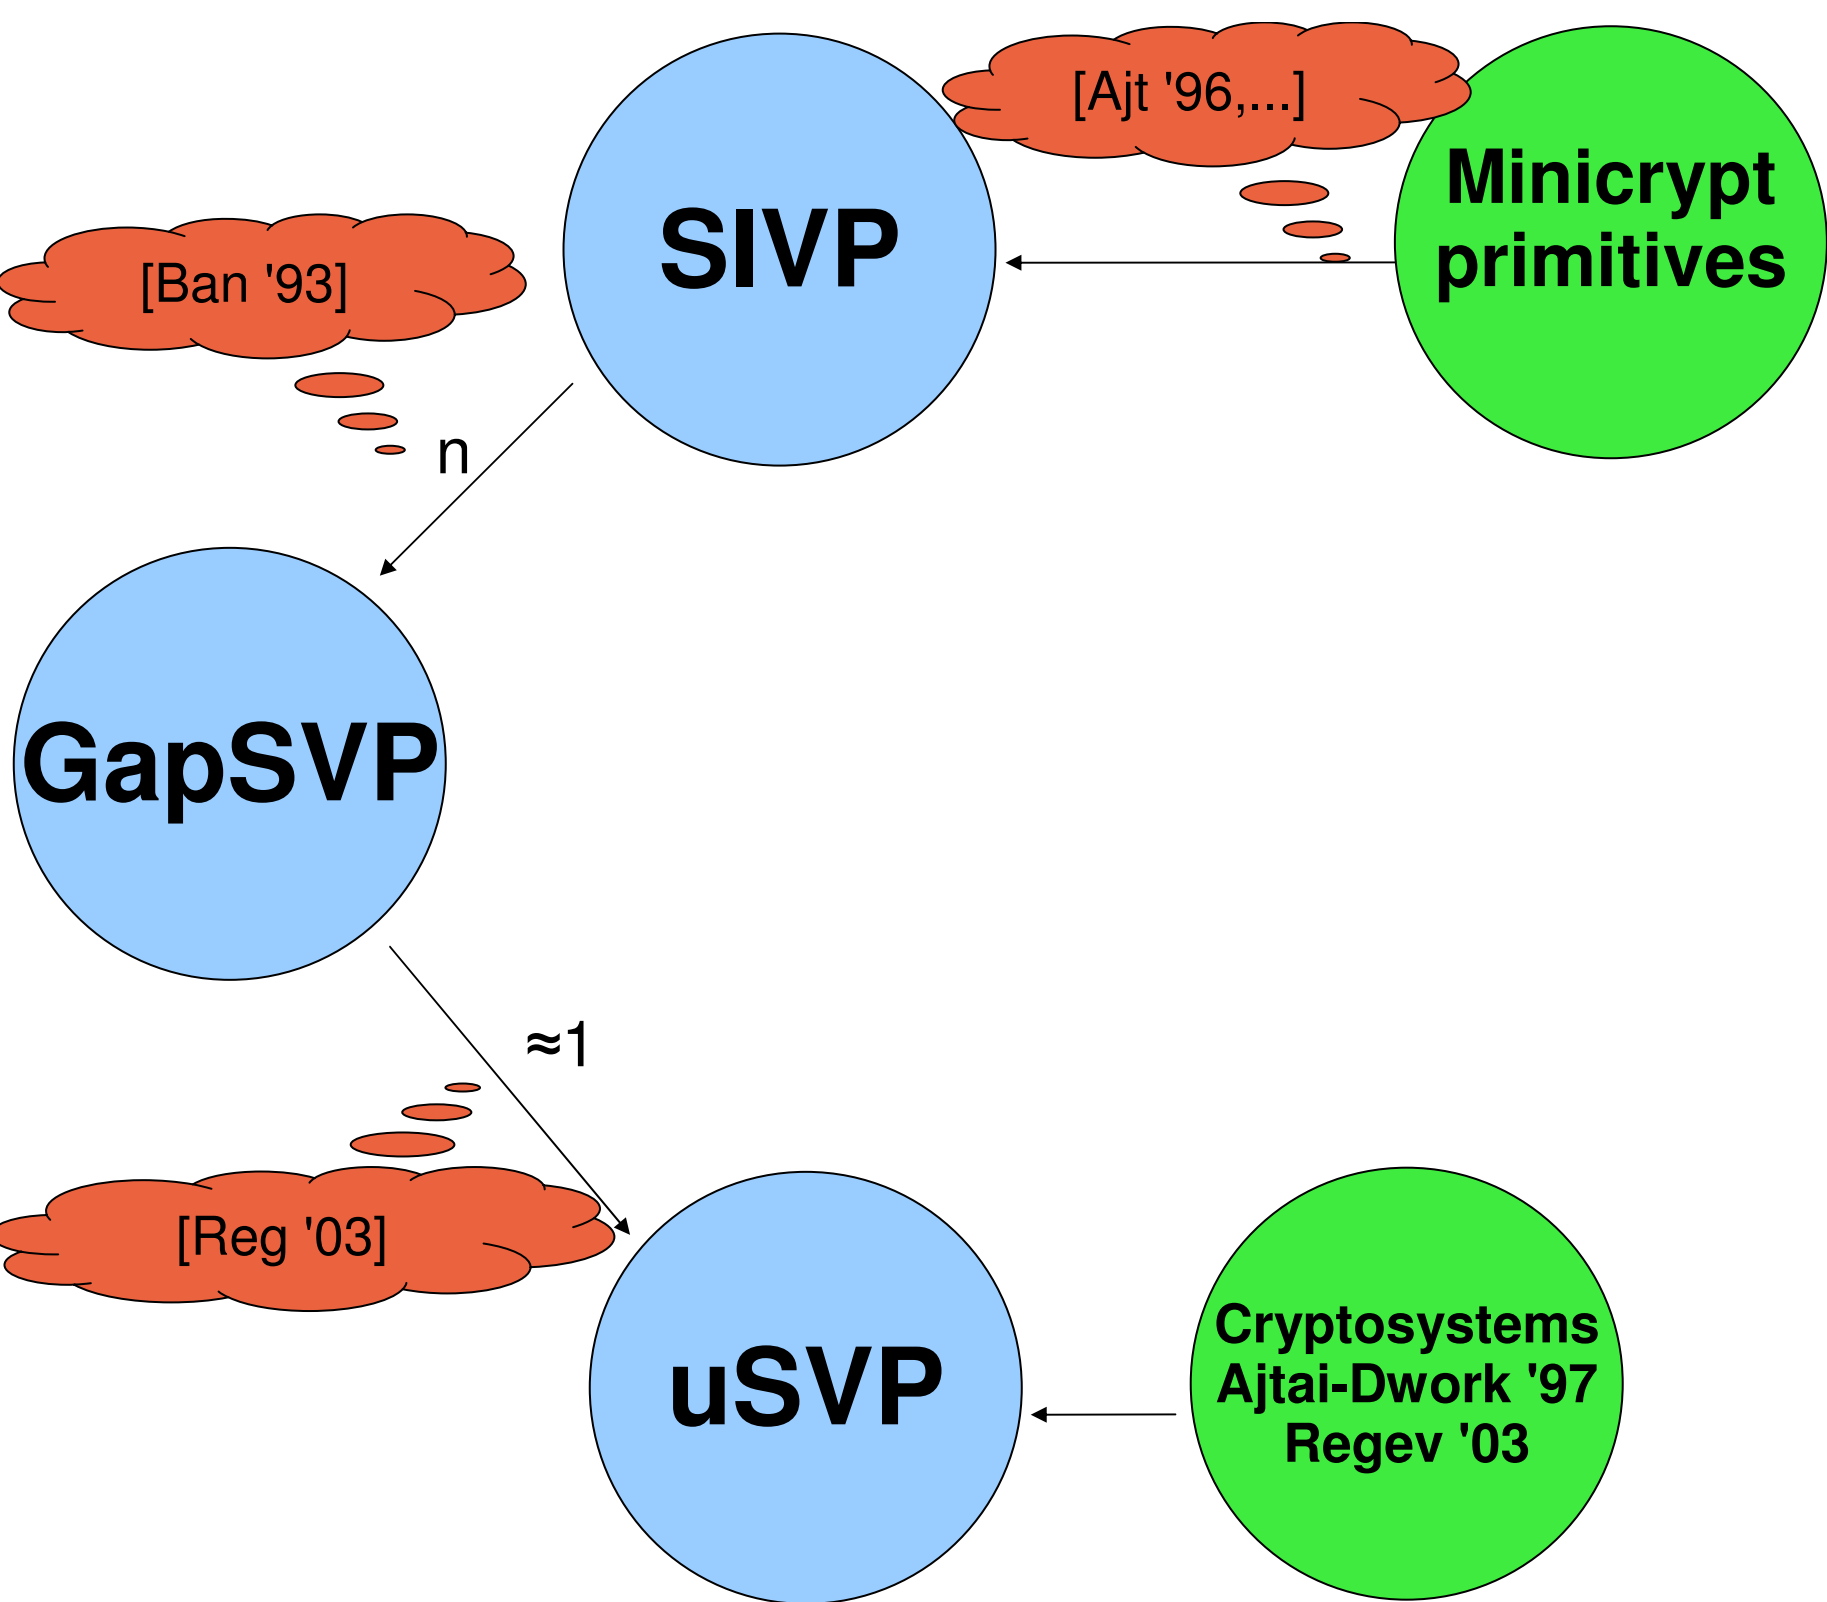 [Ajt '96,...]
SIVP
Minicrypt
primitives
[Ban '93]
n
GapSVP
≈1
[Reg '03]
uSVP
Cryptosystems
Ajtai-Dwork '97
Regev '03